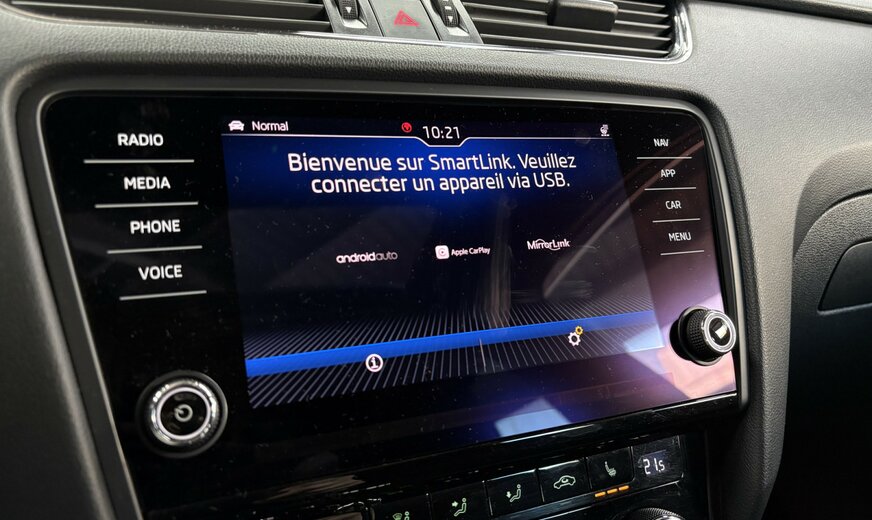 RADIO
MEDIA
PHONE
VOICE
Normal
10:21
Bienvenue sur SmartLink. Veuillez
connecter un appareil via USB.
androidauto
Apple CarPlay
MirrorLink
NAV
APP
CAR
MENU
21.5